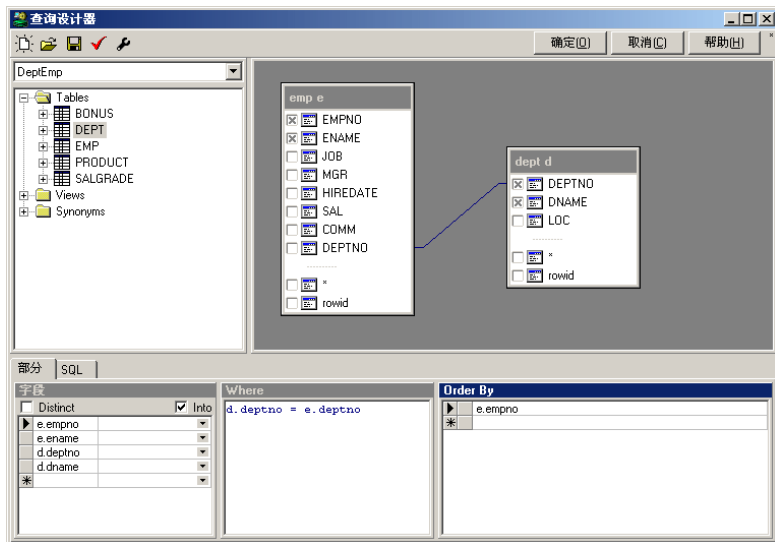 查询设计器
确定(O) 取消(C) 帮助(H)
DeptEmp
Tables
BONUS
DEPT
EMP
PRODUCT
SALGRADE
Views
Synonyms
emp e
EMPNO
ENAME
JOB
MGR
HIREDATE
SAL
COMM
DEPTNO
*
rowid
dept d
DEPTNO
DNAME
LOC
*
rowid
部分 SQL
字段
Distinct Into
e.empno
e.ename
d.deptno
d.dname
Where
d.deptno = e.deptno
Order By
e.empno